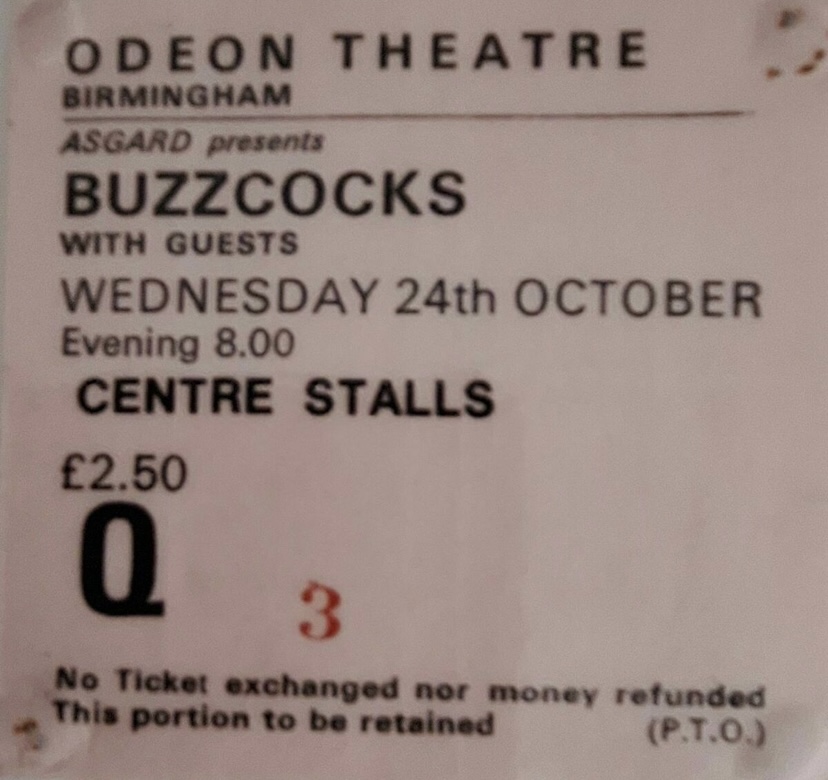 ODEON THEATRE
BIRMINGHAM
ASGARD presents
BUZZCOCKS
WITH GUESTS
WEDNESDAY 24th OCTOBER
Evening 8.00
CENTRE STALLS
£2.50
Q 3
No Ticket exchanged nor money refunded
This portion to be retained (P.T.O.)